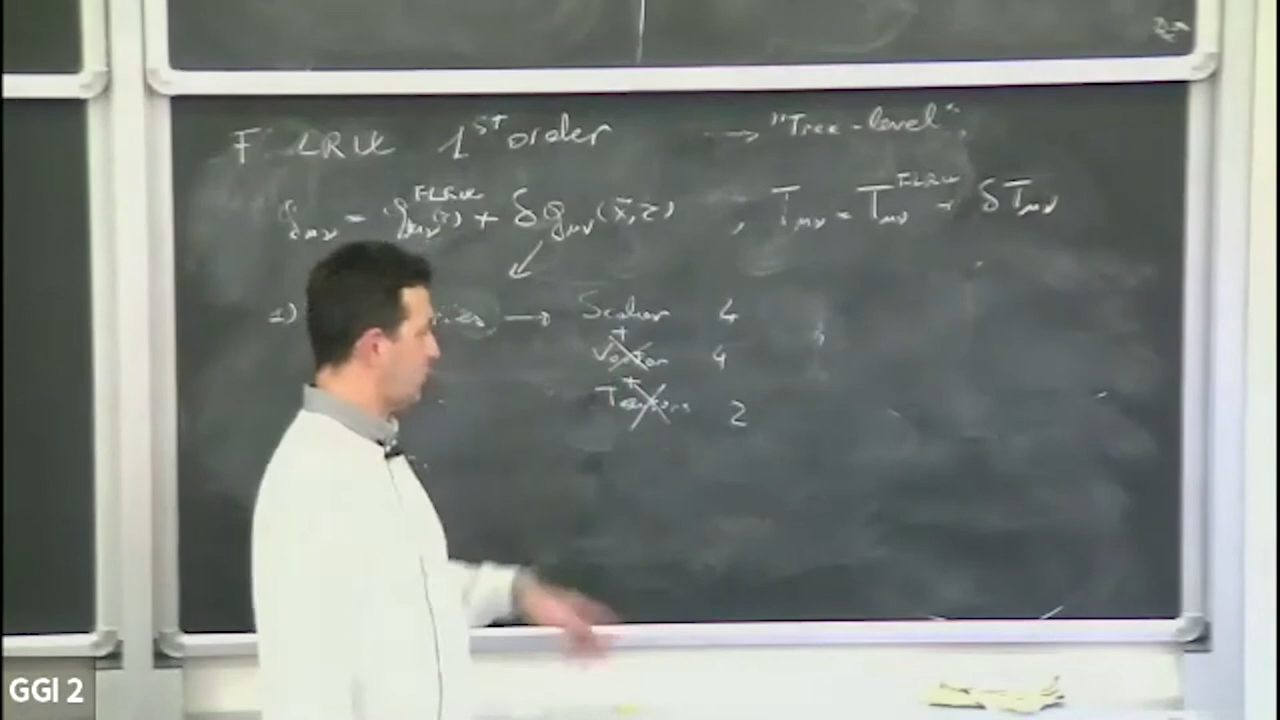 FLRW 1ST order → "Tree-level".
gμν = gμν^FLRW(τ) + δgμν(x̄,τ) , Tμν = Tμν^FLRW + δTμν
1) → Scalar 4
+
Vector 4
+
Tensors 2
GGI 2